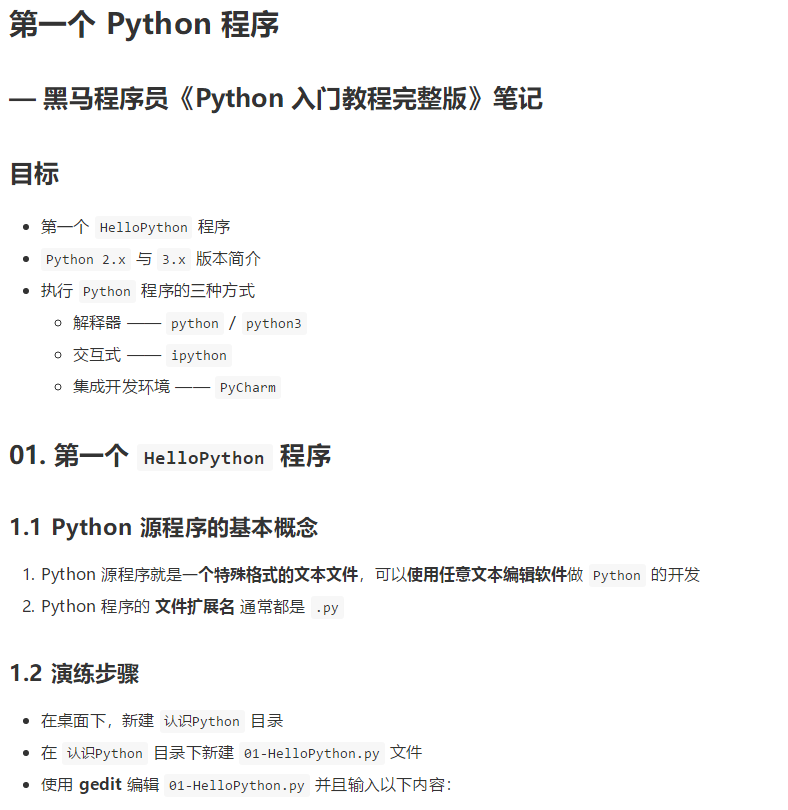 第一个 Python 程序
— 黑马程序员《Python 入门教程完整版》笔记
目标
第一个 HelloPython 程序
Python 2.x 与 3.x 版本简介
执行 Python 程序的三种方式
解释器 —— python / python3
交互式 —— ipython
集成开发环境 —— PyCharm
01. 第一个 HelloPython 程序
1.1 Python 源程序的基本概念
1. Python 源程序就是一个特殊格式的文本文件，可以使用任意文本编辑软件做 Python 的开发
2. Python 程序的 文件扩展名 通常都是 .py
1.2 演练步骤
在桌面下，新建 认识Python 目录
在 认识Python 目录下新建 01-HelloPython.py 文件
使用 gedit 编辑 01-HelloPython.py 并且输入以下内容：